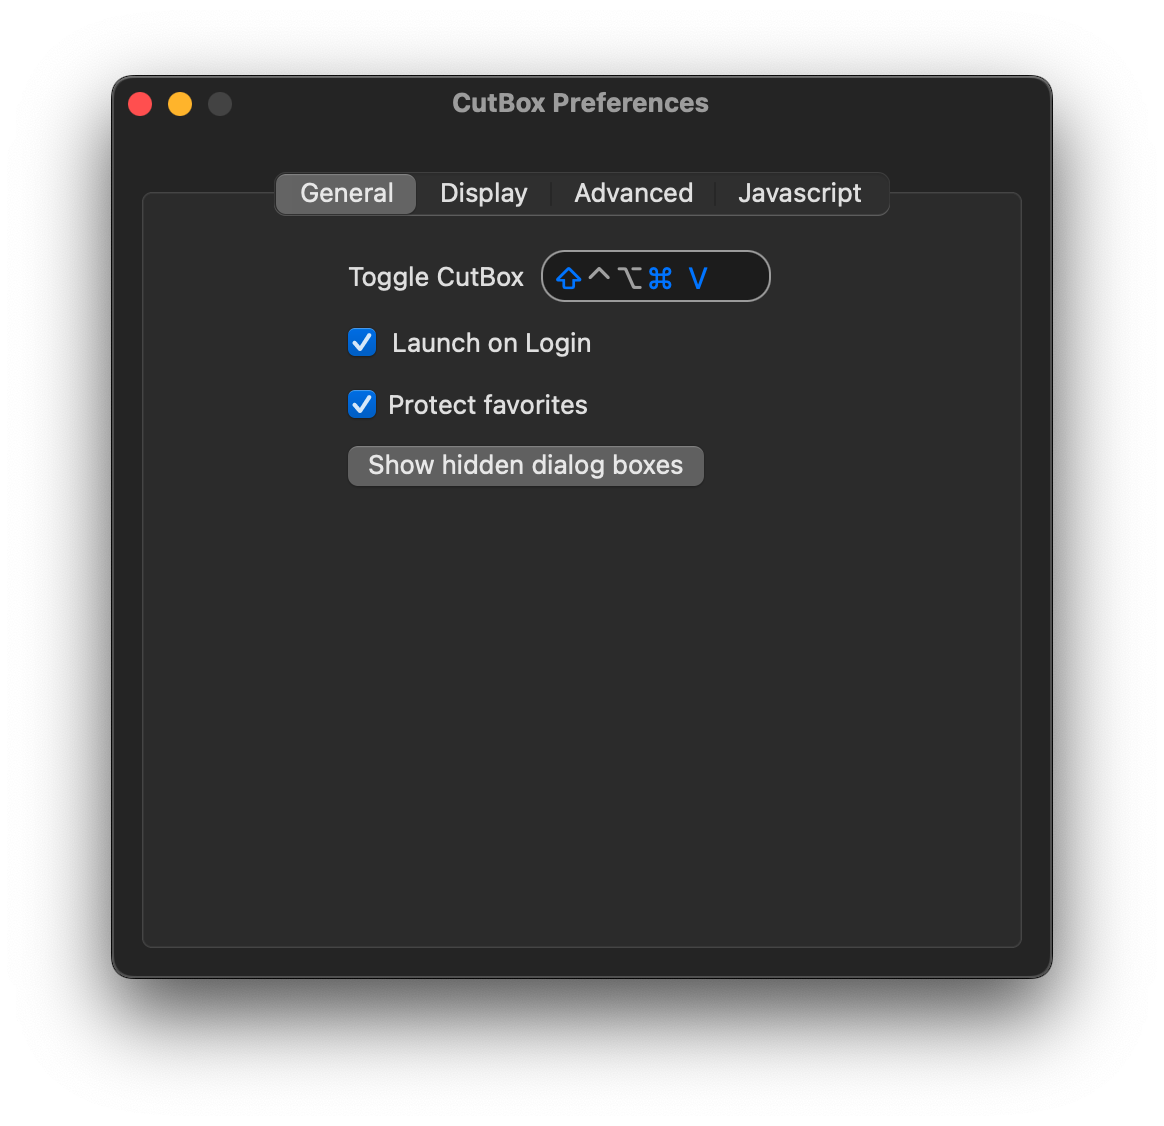 CutBox Preferences
General Display Advanced Javascript
Toggle CutBox ⇧⌃⌥⌘ V
Launch on Login
Protect favorites
Show hidden dialog boxes